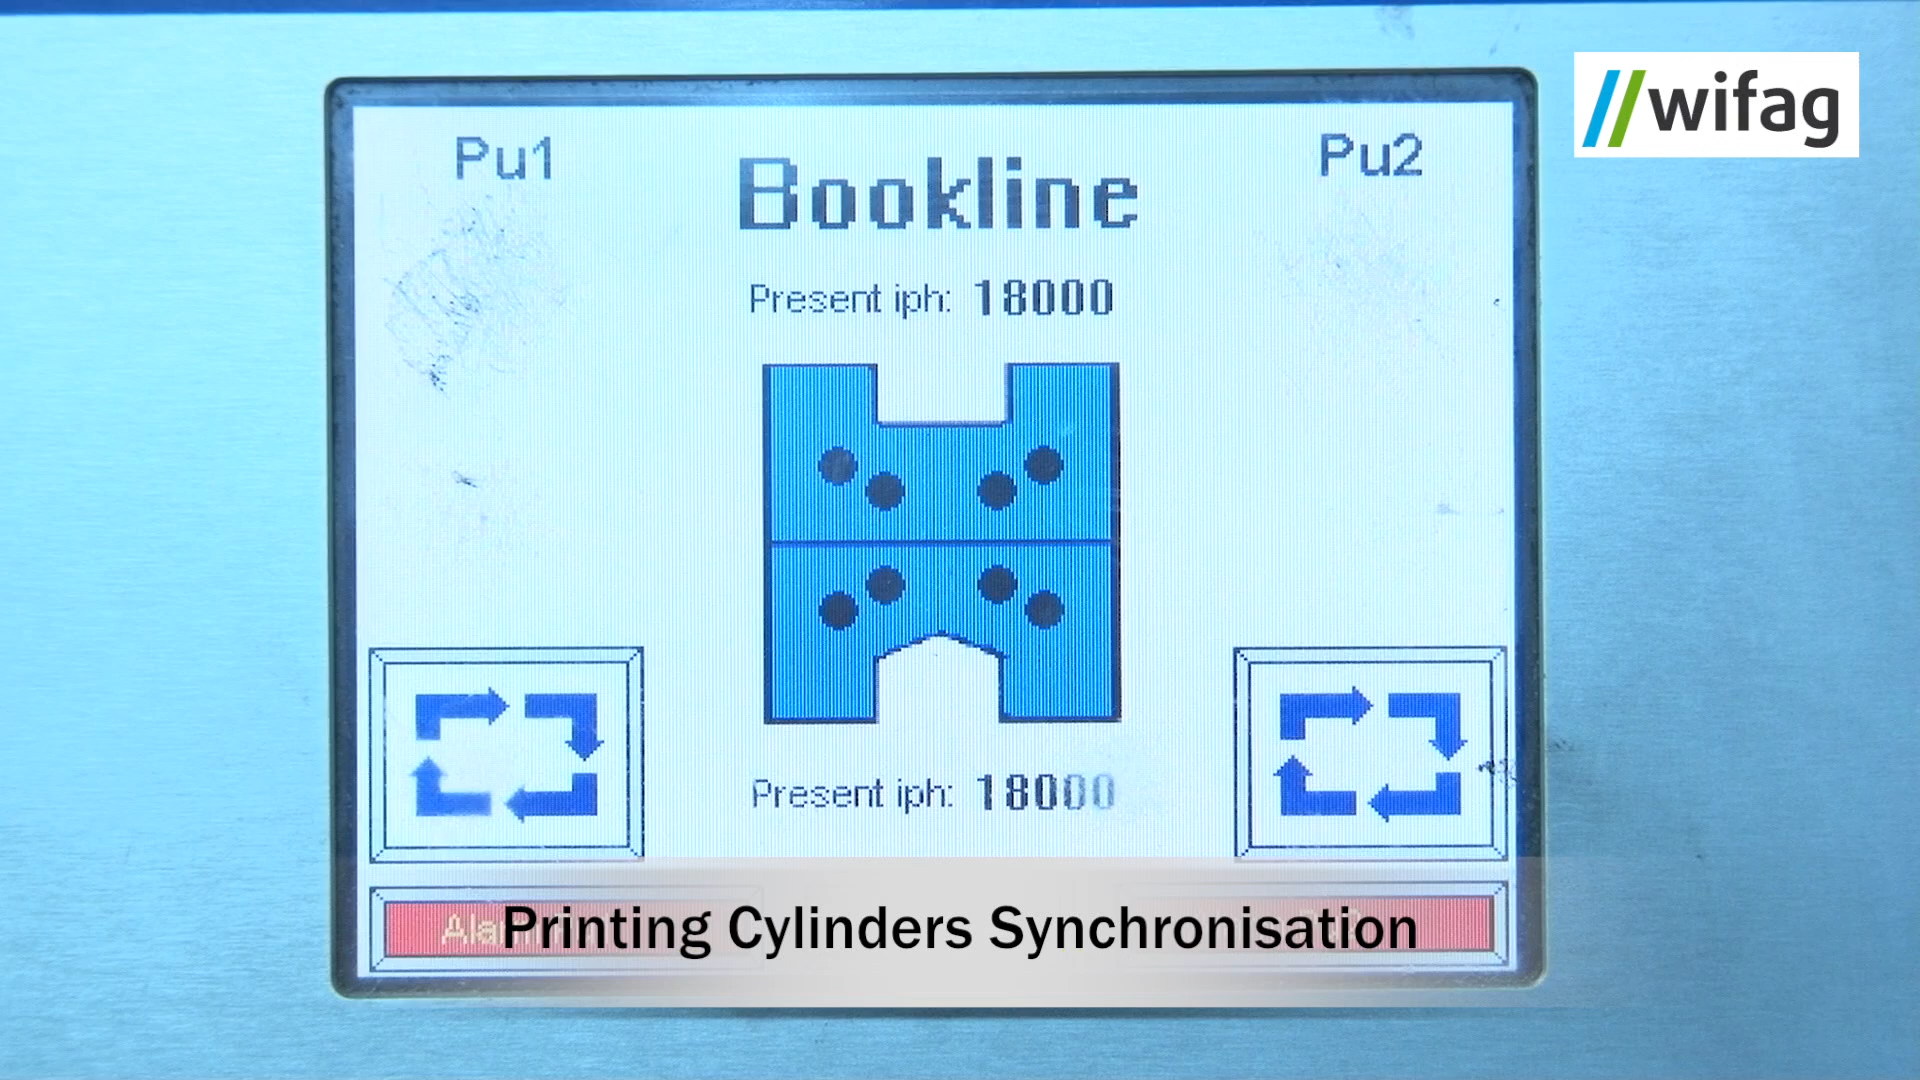 wifag
Pu1
Bookline
Pu2
Present iph: 18000
Present iph: 18000
Printing Cylinders Synchronisation